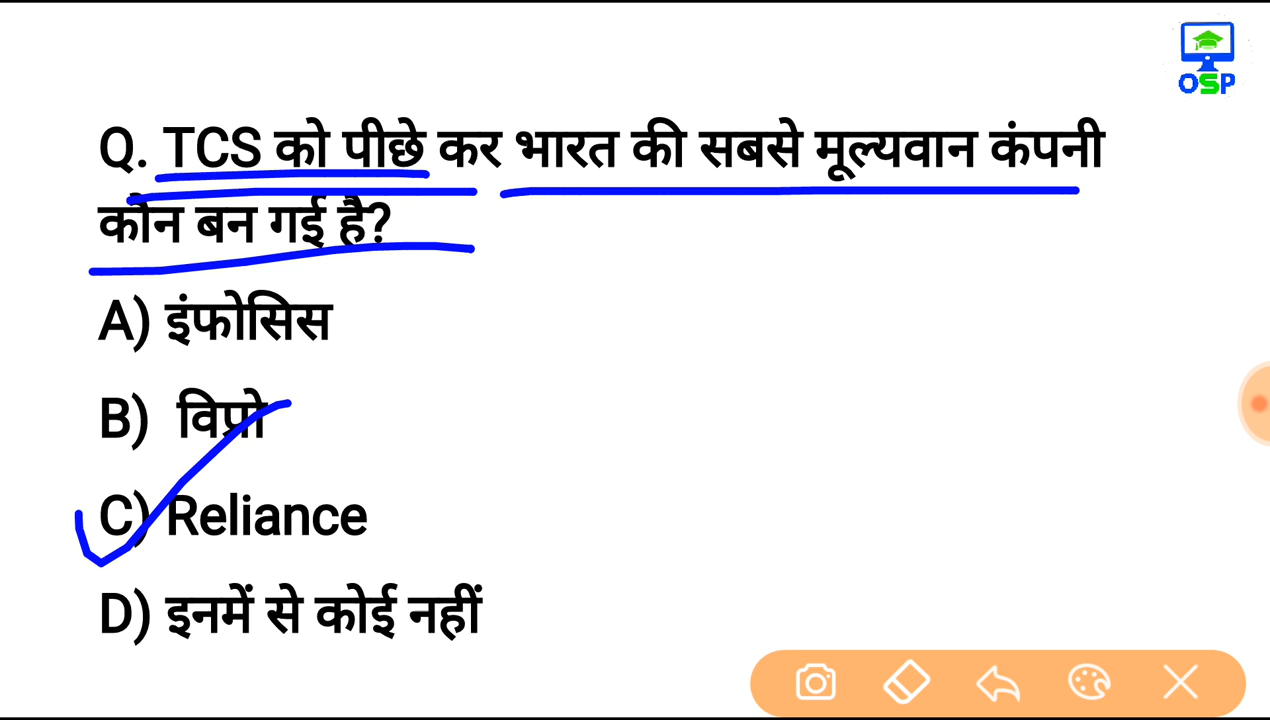 OSP
Q. TCS को पीछे कर भारत की सबसे मूल्यवान कंपनी
कौन बन गई है?
A) इंफोसिस
B) विप्रो
C) Reliance
D) इनमें से कोई नहीं